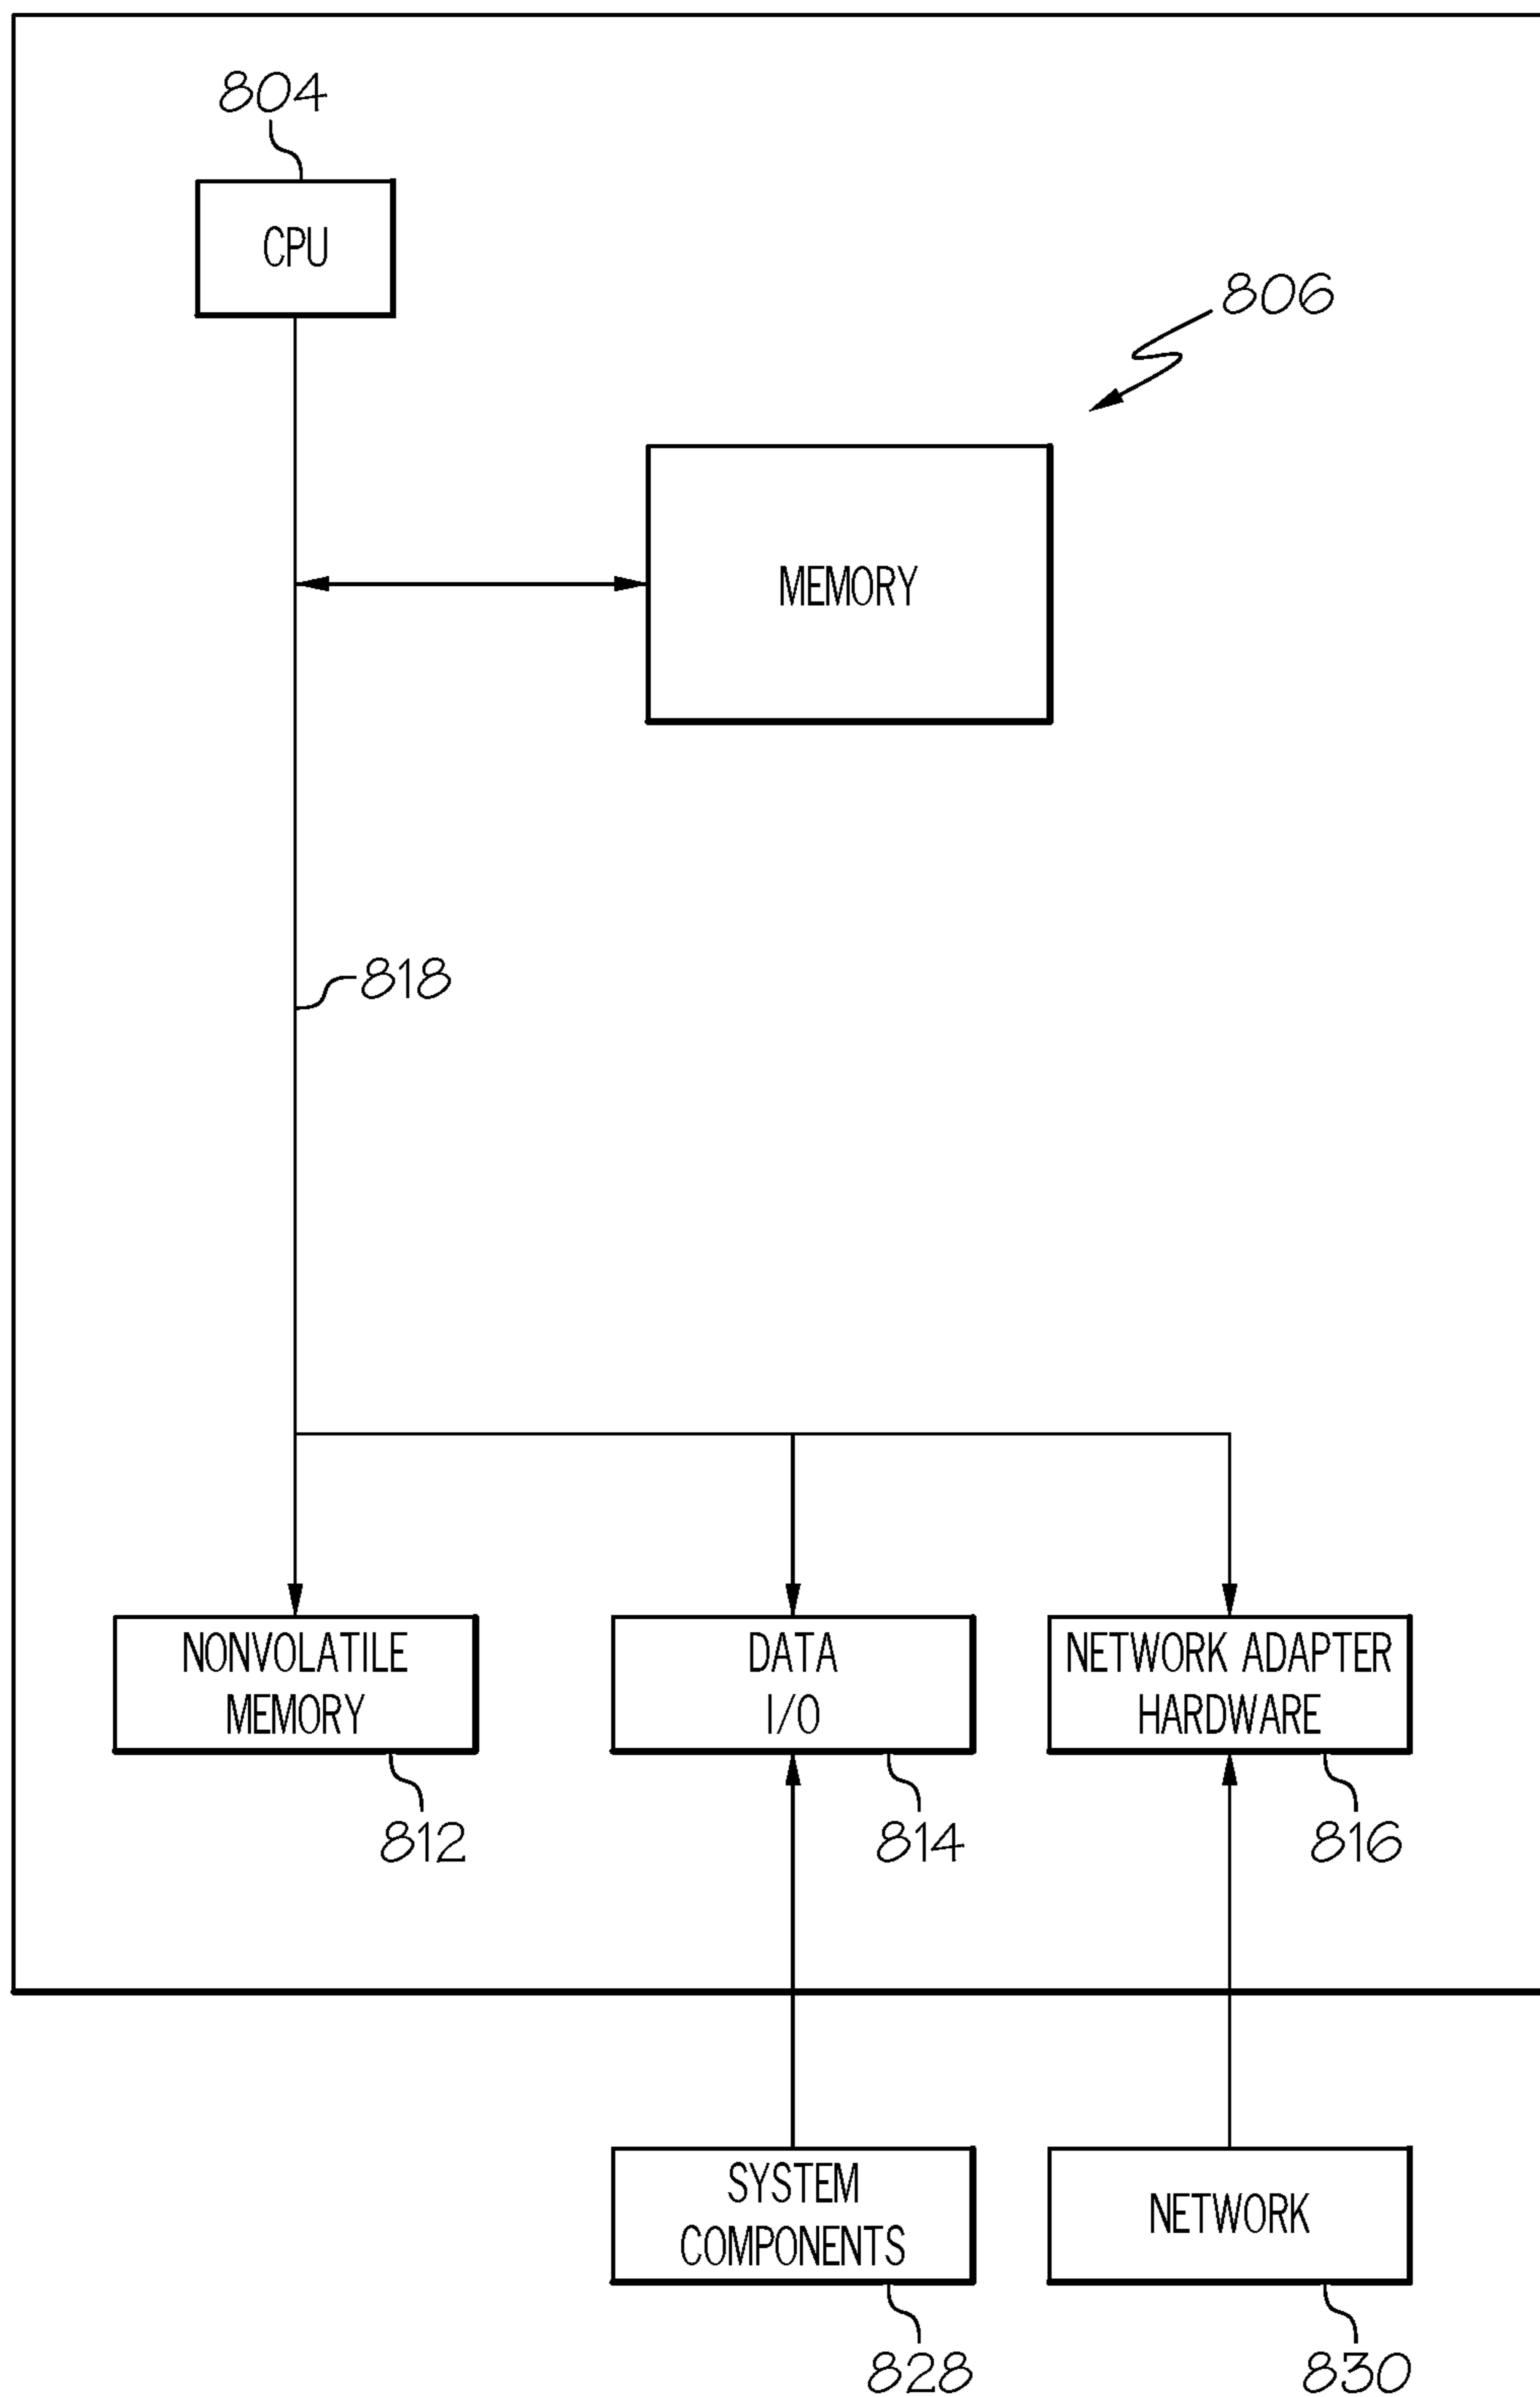 804
CPU
806
MEMORY
818
NONVOLATILE
MEMORY
DATA
I/O
NETWORK ADAPTER
HARDWARE
812
814
816
SYSTEM
COMPONENTS
NETWORK
828
830